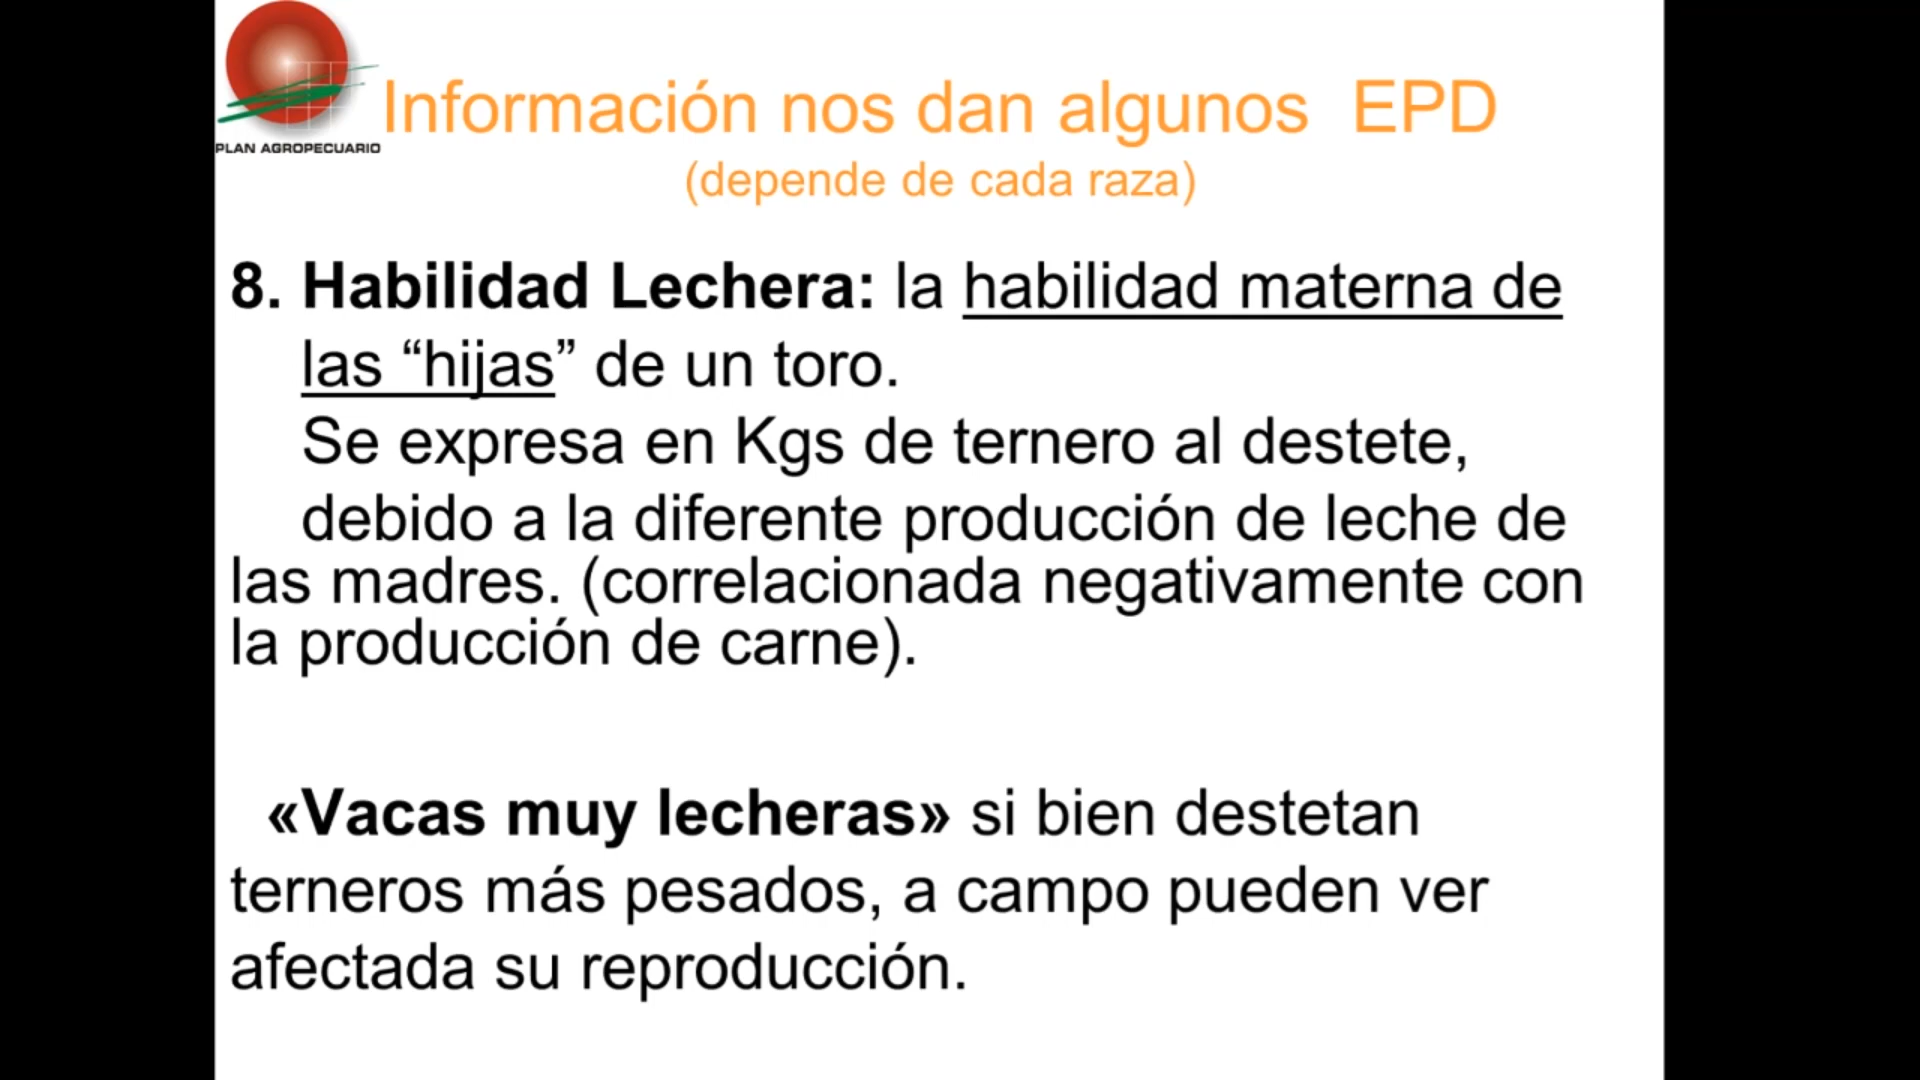 PLAN AGROPECUARIO
Información nos dan algunos  EPD
(depende de cada raza)
8. Habilidad Lechera: la habilidad materna de
las “hijas” de un toro.
Se expresa en Kgs de ternero al destete,
debido a la diferente producción de leche de
las madres. (correlacionada negativamente con
la producción de carne).
«Vacas muy lecheras» si bien destetan
terneros más pesados, a campo pueden ver
afectada su reproducción.